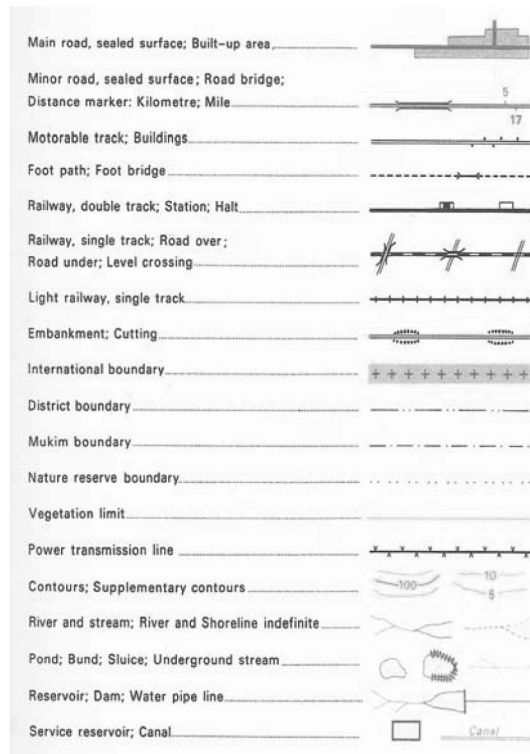 Main road, sealed surface; Built-up area
Minor road, sealed surface; Road bridge;
Distance marker: Kilometre; Mile
5
17
Motorable track; Buildings
Foot path; Foot bridge
Railway, double track; Station; Halt
Railway, single track; Road over;
Road under; Level crossing
Light railway, single track
Embankment; Cutting
International boundary
District boundary
Mukim boundary
Nature reserve boundary
Vegetation limit
Power transmission line
Contours; Supplementary contours
100
10
5
River and stream; River and Shoreline indefinite
Pond; Bund; Sluice; Underground stream
Reservoir; Dam; Water pipe line
Service reservoir; Canal
Canal